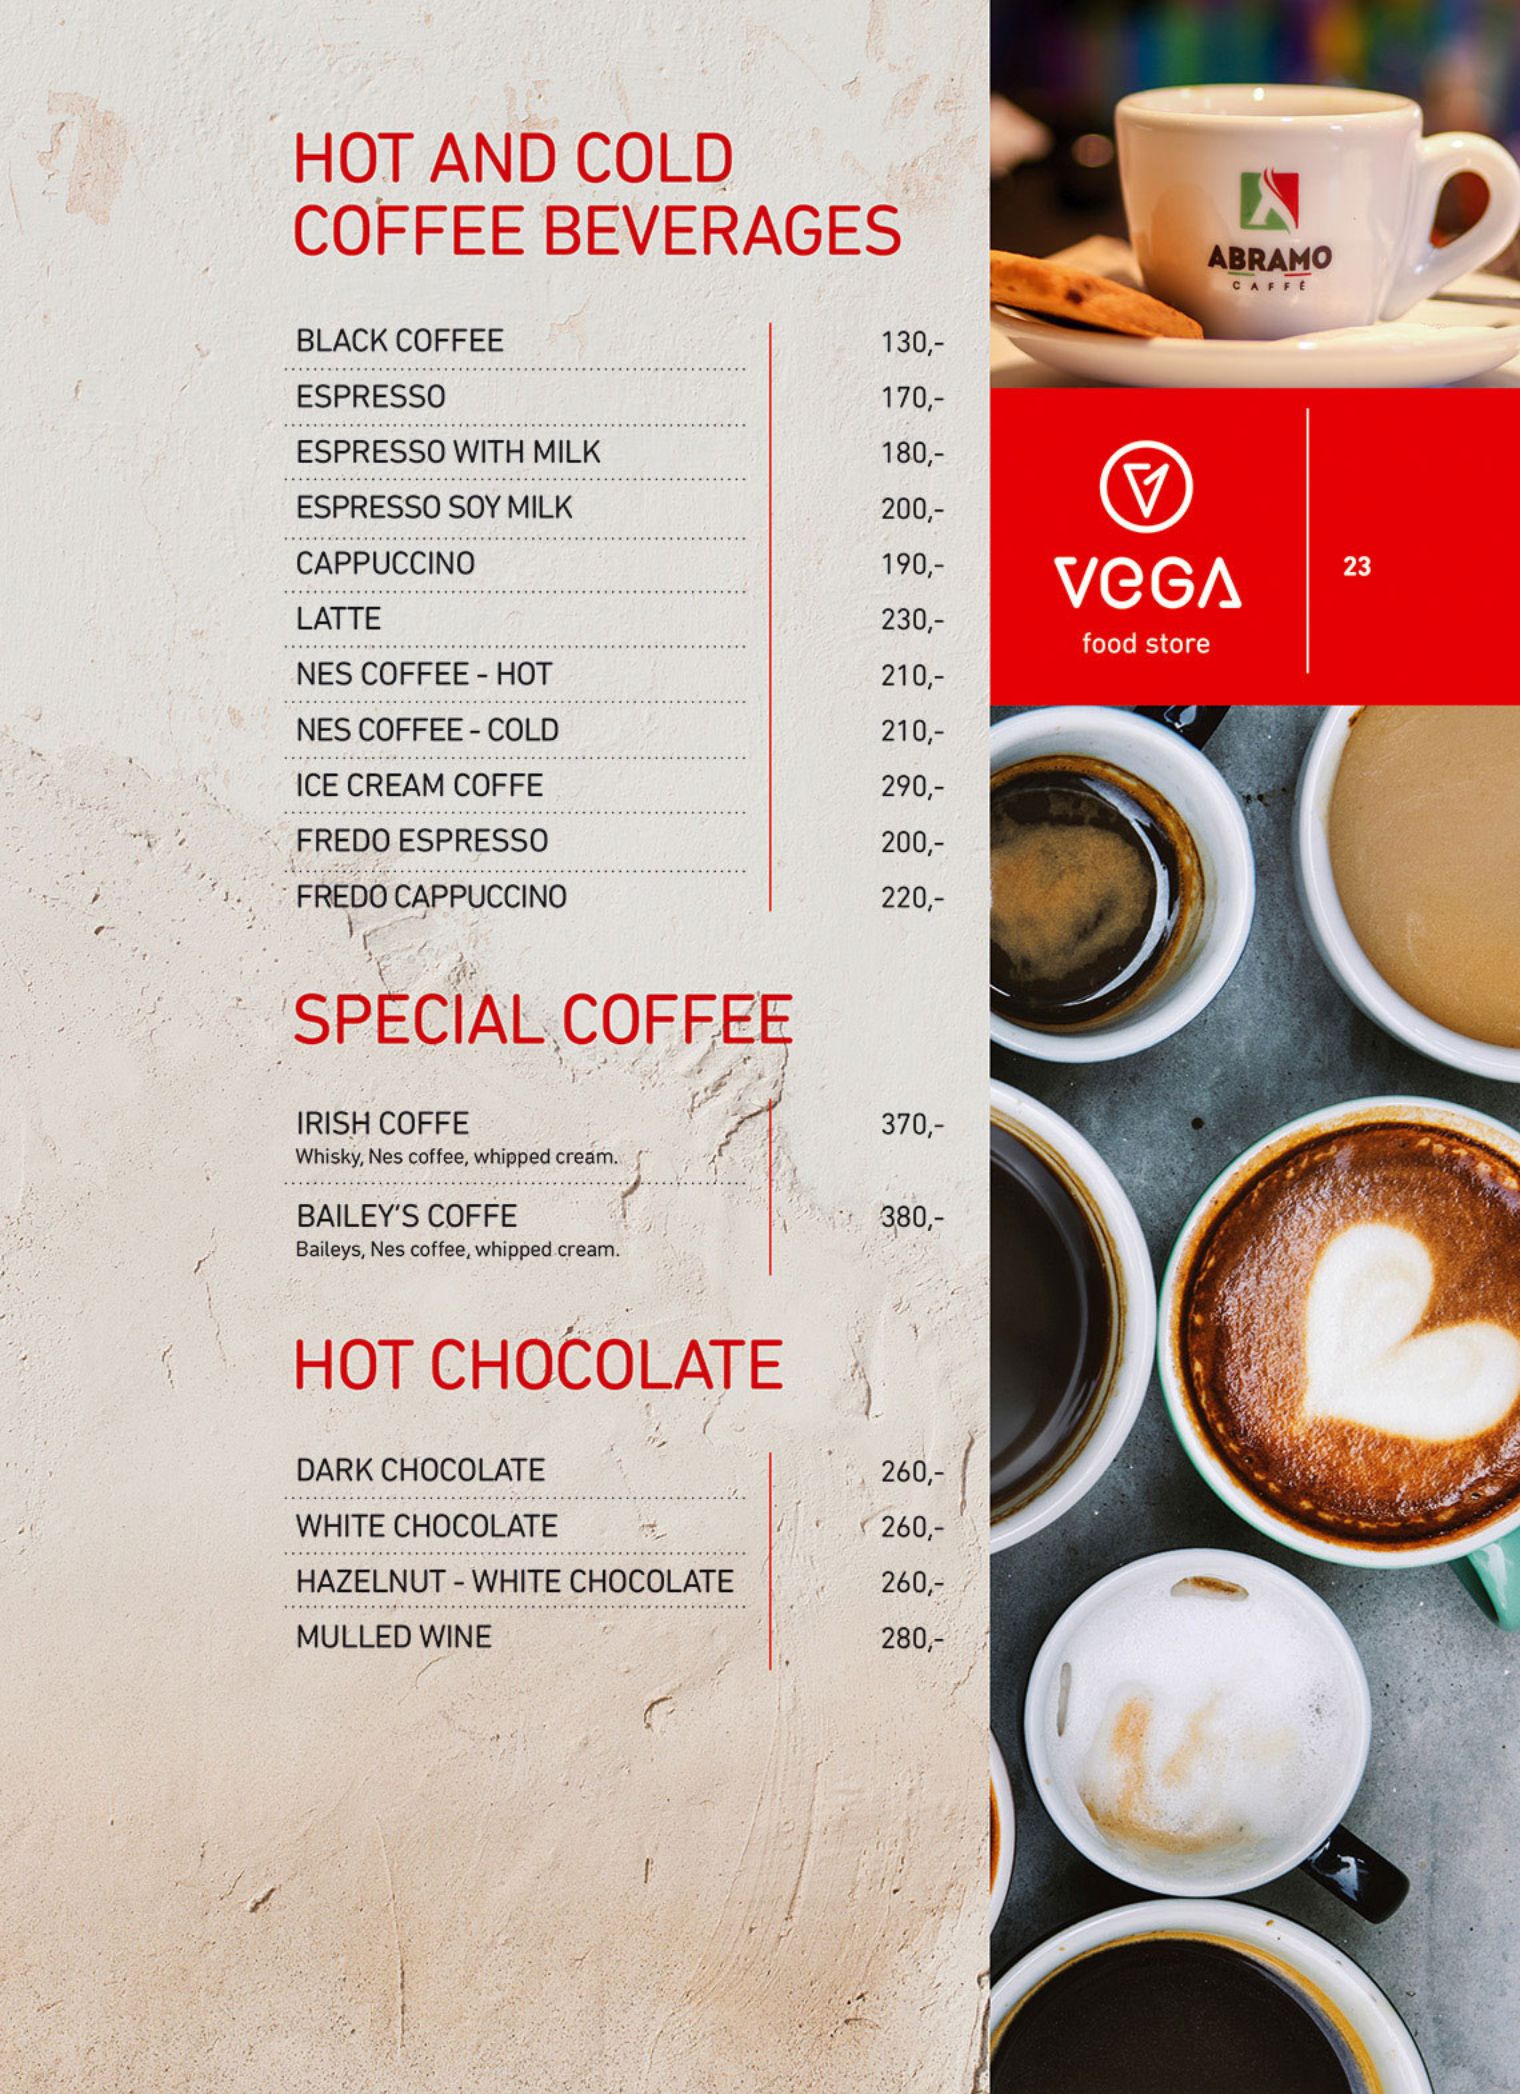 HOT AND COLD
COFFEE BEVERAGES
BLACK COFFEE 130,-
ESPRESSO 170,-
ESPRESSO WITH MILK 180,-
ESPRESSO SOY MILK 200,-
CAPPUCCINO 190,-
LATTE 230,-
NES COFFEE - HOT 210,-
NES COFFEE - COLD 210,-
ICE CREAM COFFE 290,-
FREDO ESPRESSO 200,-
FREDO CAPPUCCINO 220,-
SPECIAL COFFEE
IRISH COFFE 370,-
Whisky, Nes coffee, whipped cream.
BAILEY'S COFFE 380,-
Baileys, Nes coffee, whipped cream.
HOT CHOCOLATE
DARK CHOCOLATE 260,-
WHITE CHOCOLATE 260,-
HAZELNUT - WHITE CHOCOLATE 260,-
MULLED WINE 280,-
ABRAMO
CAFFÉ
VEGA
food store
23